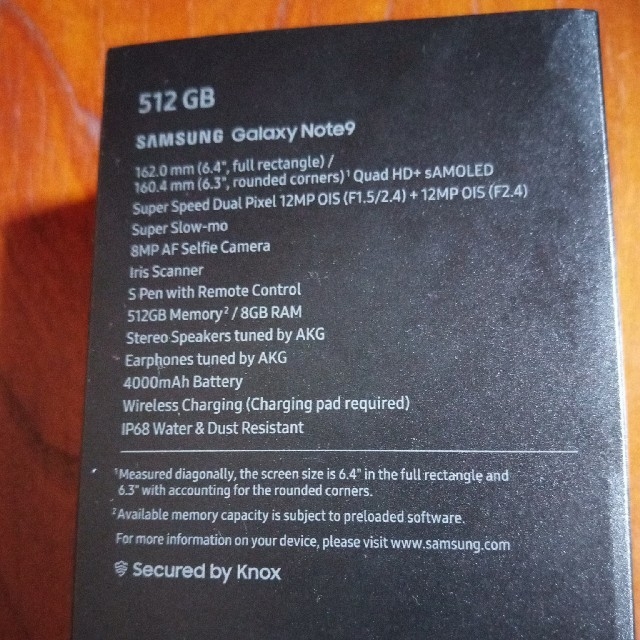 512 GB
SAMSUNG Galaxy Note9
162.0 mm (6.4", full rectangle) /
160.4 mm (6.3", rounded corners)¹ Quad HD+ sAMOLED
Super Speed Dual Pixel 12MP OIS (F1.5/2.4) + 12MP OIS (F2.4)
Super Slow-mo
8MP AF Selfie Camera
Iris Scanner
S Pen with Remote Control
512GB Memory² / 8GB RAM
Stereo Speakers tuned by AKG
Earphones tuned by AKG
4000mAh Battery
Wireless Charging (Charging pad required)
IP68 Water & Dust Resistant
¹Measured diagonally, the screen size is 6.4" in the full rectangle and
6.3" with accounting for the rounded corners.
²Available memory capacity is subject to preloaded software.
For more information on your device, please visit www.samsung.com
Secured by Knox